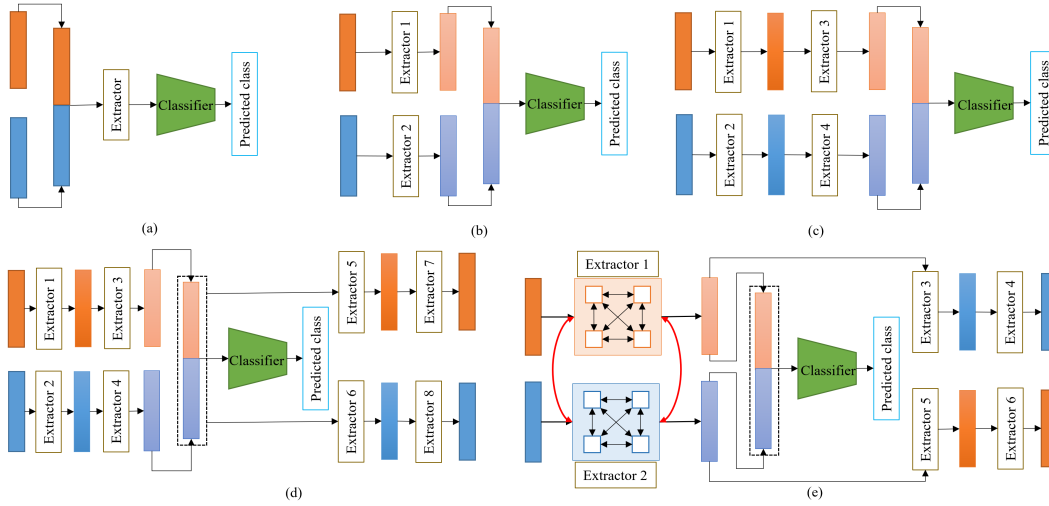 Extractor
Classifier
Predicted class
(a)
Extractor 1
Extractor 2
Classifier
Predicted class
(b)
Extractor 1
Extractor 3
Extractor 2
Extractor 4
Classifier
Predicted class
(c)
Extractor 1
Extractor 3
Extractor 2
Extractor 4
Classifier
Predicted class
Extractor 5
Extractor 7
Extractor 6
Extractor 8
(d)
Extractor 1
Extractor 2
Classifier
Predicted class
Extractor 3
Extractor 4
Extractor 5
Extractor 6
(e)